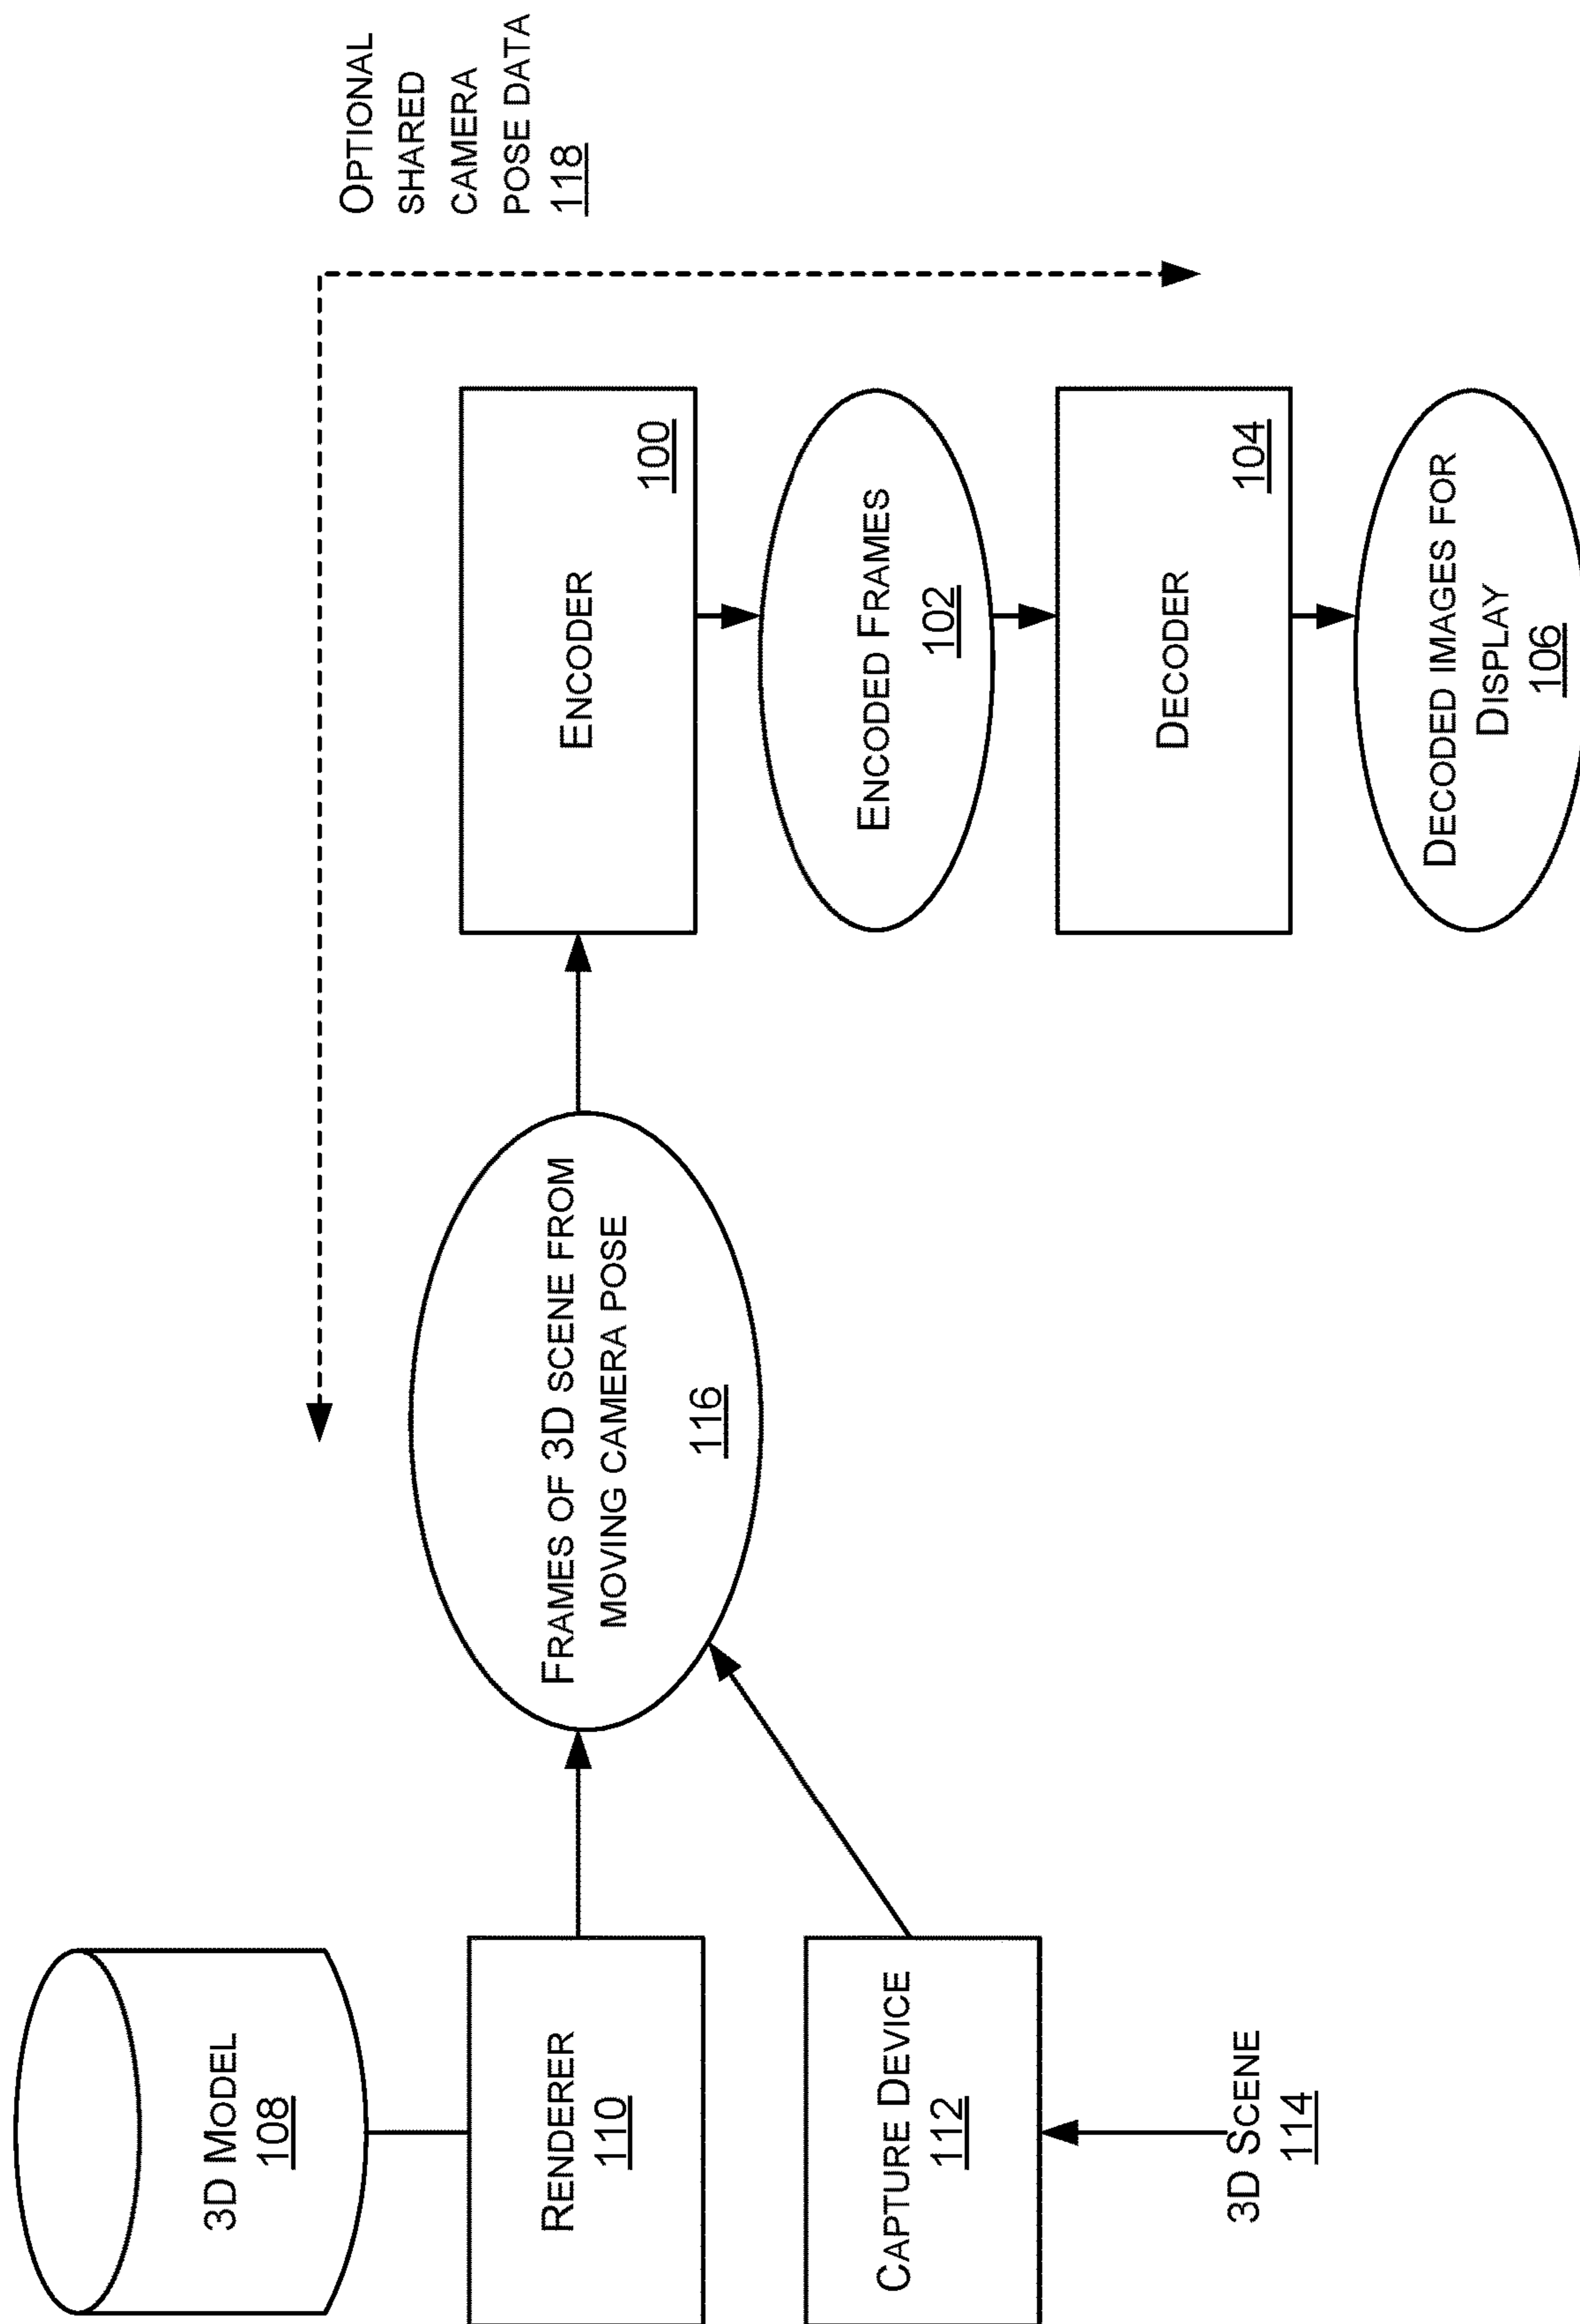 3D MODEL
108
RENDERER
110
CAPTURE DEVICE
112
3D SCENE
114
FRAMES OF 3D SCENE FROM
MOVING CAMERA POSE
116
OPTIONAL
SHARED
CAMERA
POSE DATA
118
ENCODER
100
ENCODED FRAMES
102
DECODER
104
DECODED IMAGES FOR
DISPLAY
106